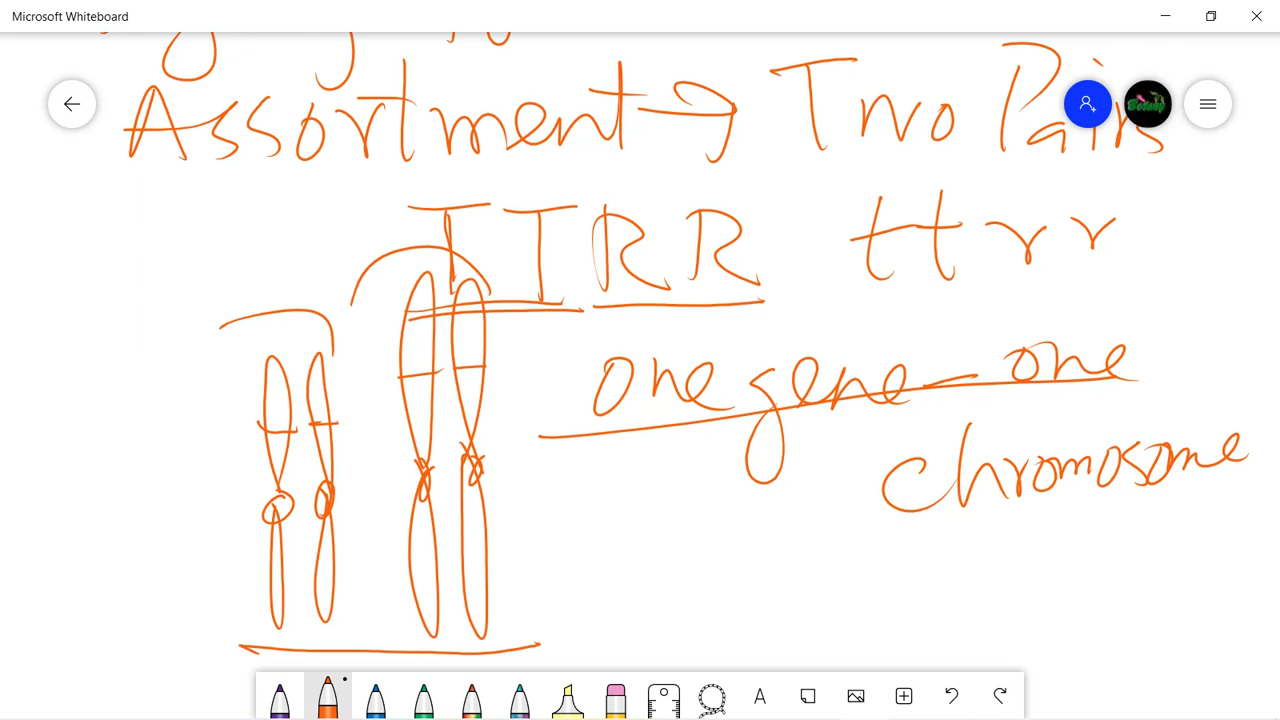 Microsoft Whiteboard
Assortment → Two Pairs
TTRR ttrr
one gene - one
chromosome
A